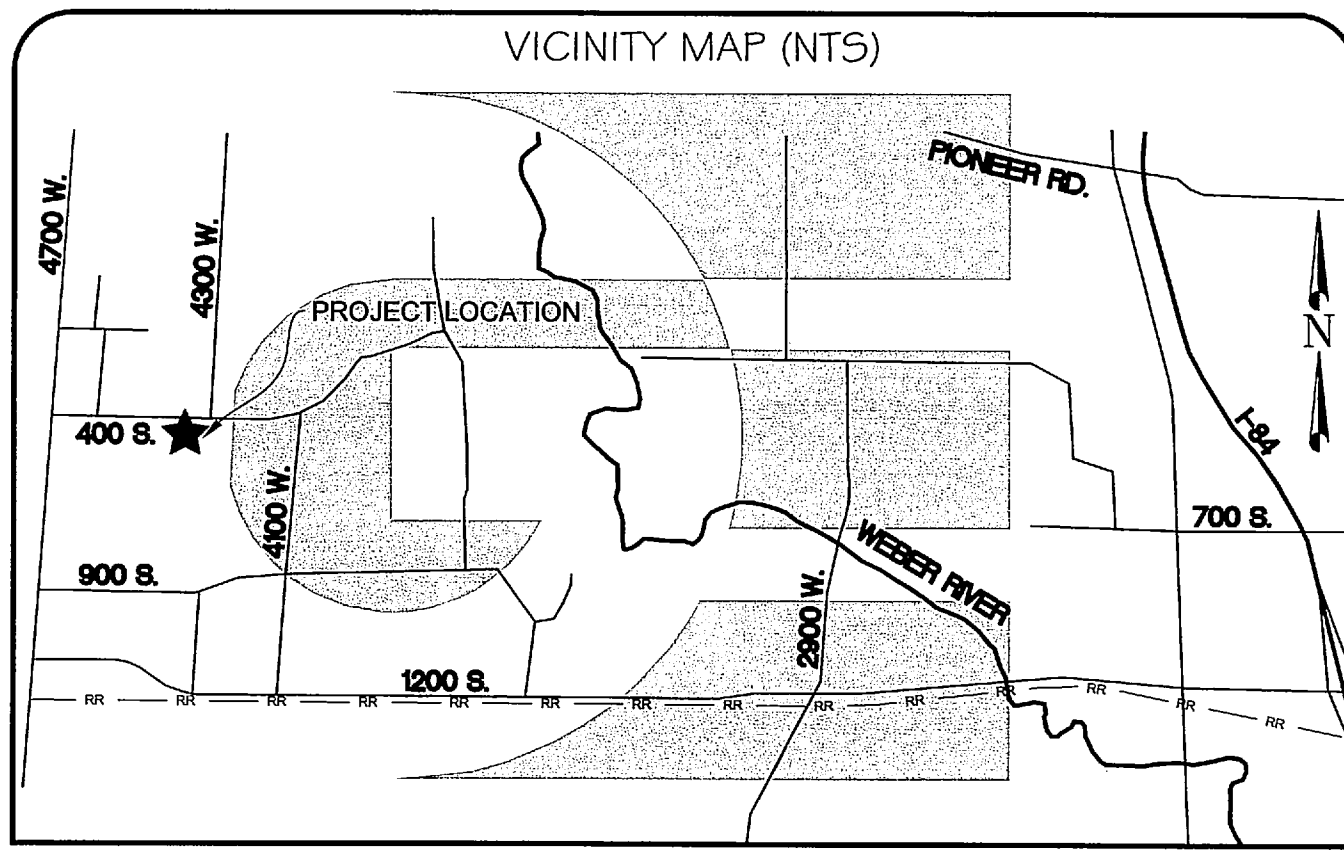 VICINITY MAP (NTS)
PIONEER RD.
4700 W.
4300 W.
PROJECT LOCATION
N
400 S.
I-84
4100 W.
700 S.
WEBER RIVER
900 S.
2900 W.
1200 S.
RR RR RR RR RR RR RR RR RR RR RR RR RR RR